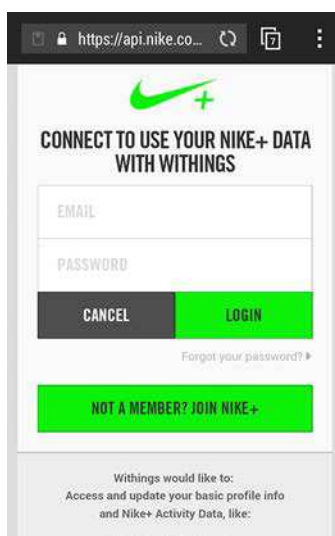 https://api.nike.co... 7
CONNECT TO USE YOUR NIKE+ DATA
WITH WITHINGS
EMAIL
PASSWORD
CANCEL LOGIN
Forgot your password?
NOT A MEMBER? JOIN NIKE+
Withings would like to:
Access and update your basic profile info
and Nike+ Activity Data, like: